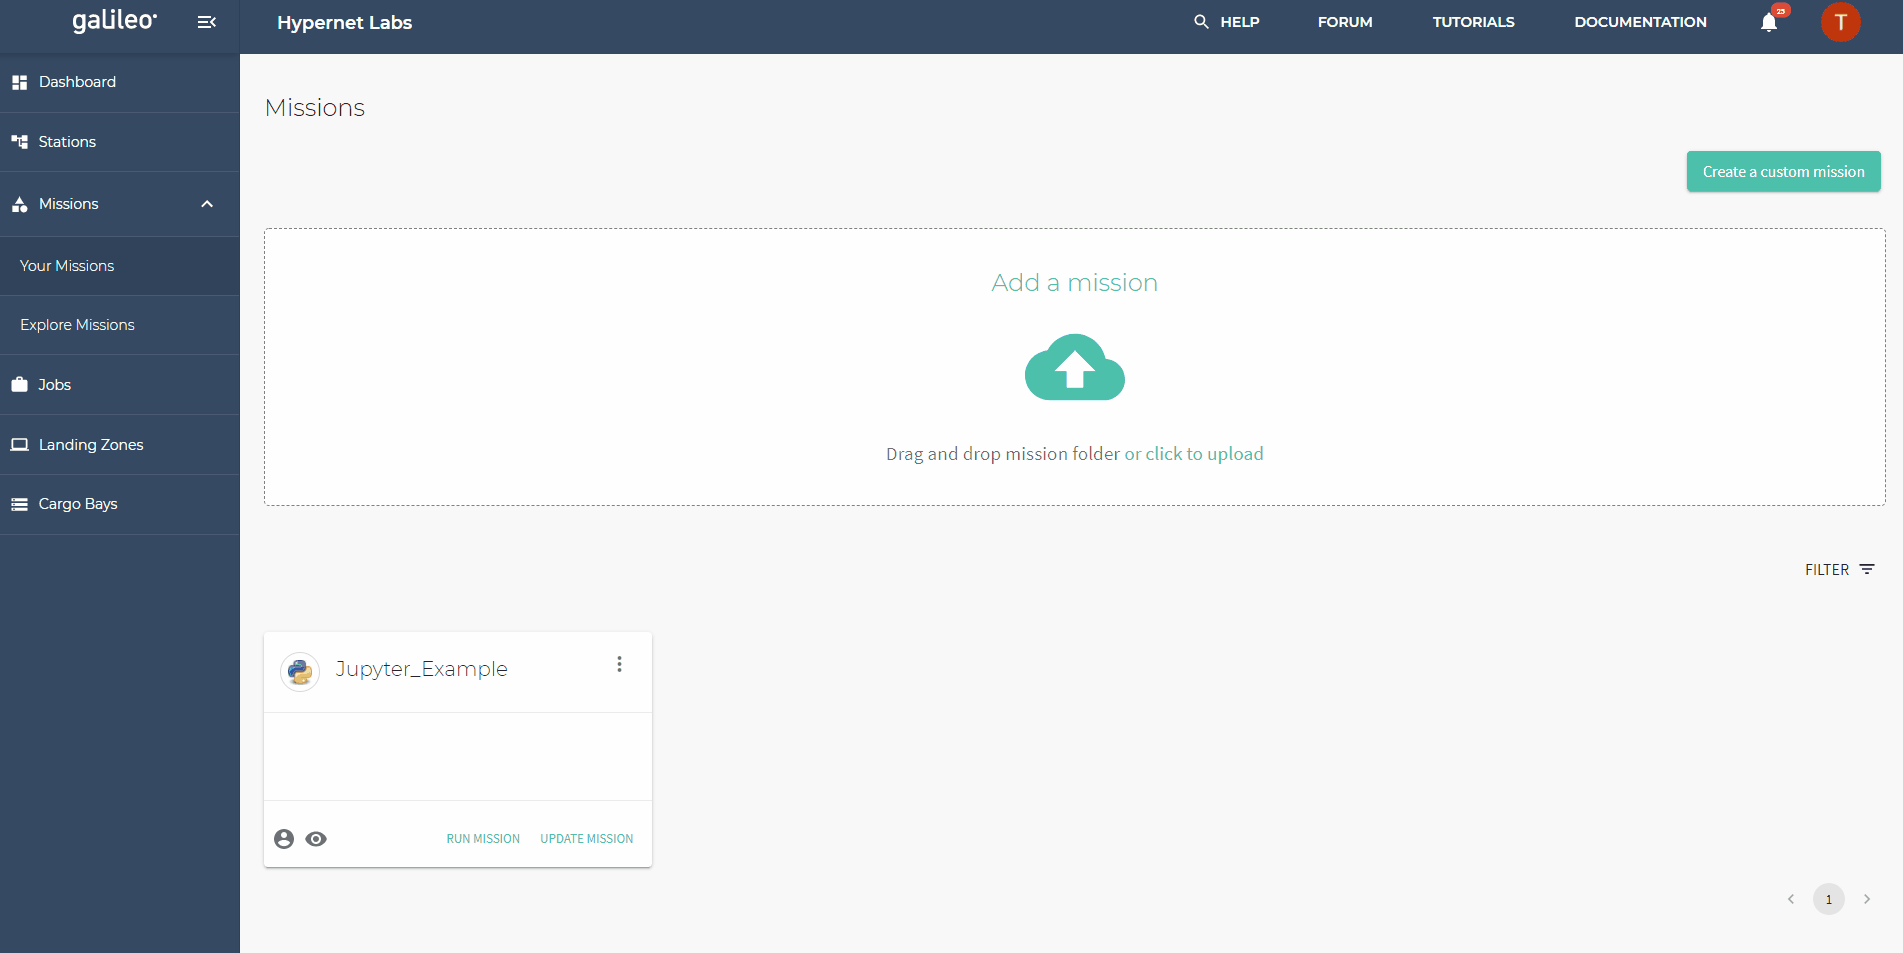 galileo
Hypernet Labs
HELP
FORUM
TUTORIALS
DOCUMENTATION
25
T
Dashboard
Stations
Missions
Your Missions
Explore Missions
Jobs
Landing Zones
Cargo Bays
Missions
Create a custom mission
Add a mission
Drag and drop mission folder or click to upload
FILTER
Jupyter_Example
RUN MISSION
UPDATE MISSION
1